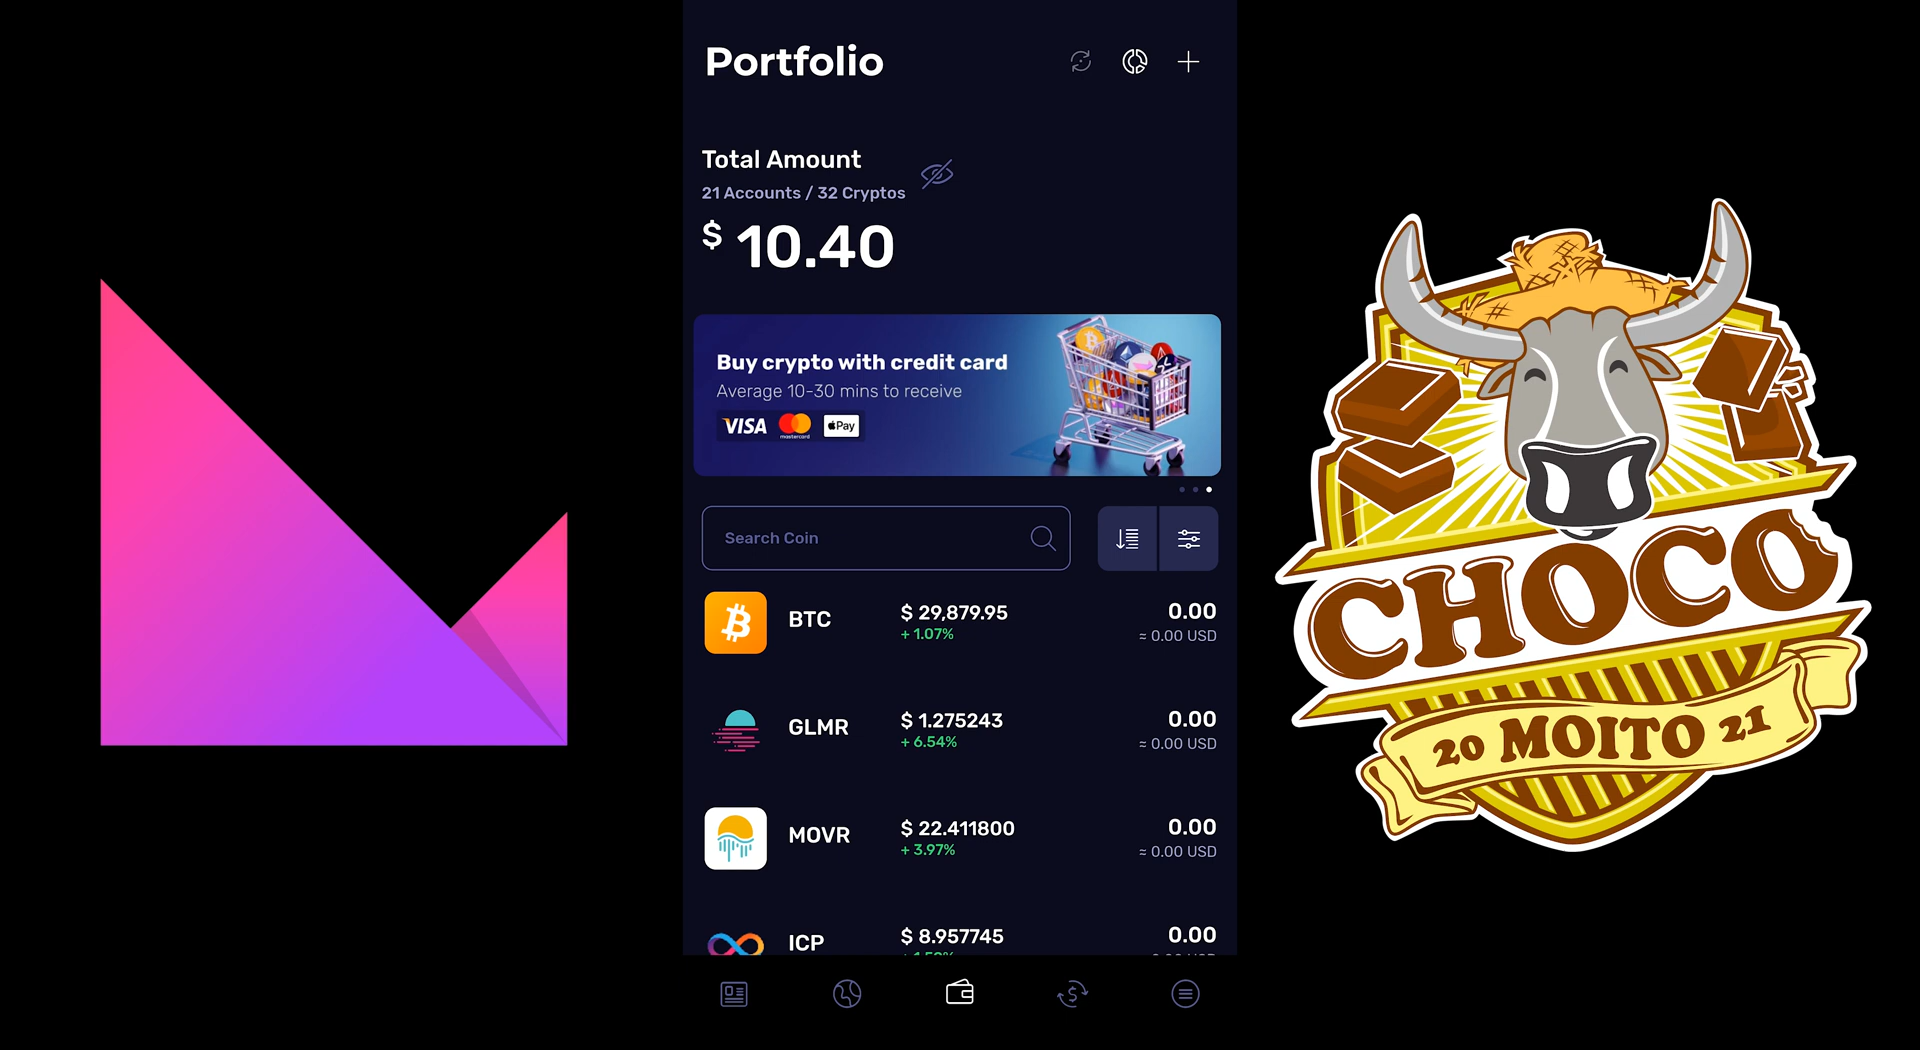 Portfolio
Total Amount
21 Accounts / 32 Cryptos
$ 10.40
Buy crypto with credit card
Average 10-30 mins to receive
VISA mastercard Pay
Search Coin
BTC $ 29,879.95 0.00
+ 1.07% ≈ 0.00 USD
GLMR $ 1.275243 0.00
+ 6.54% ≈ 0.00 USD
MOVR $ 22.411800 0.00
+ 3.97% ≈ 0.00 USD
ICP $ 8.957745 0.00
CHOCO
20 MOITO 21